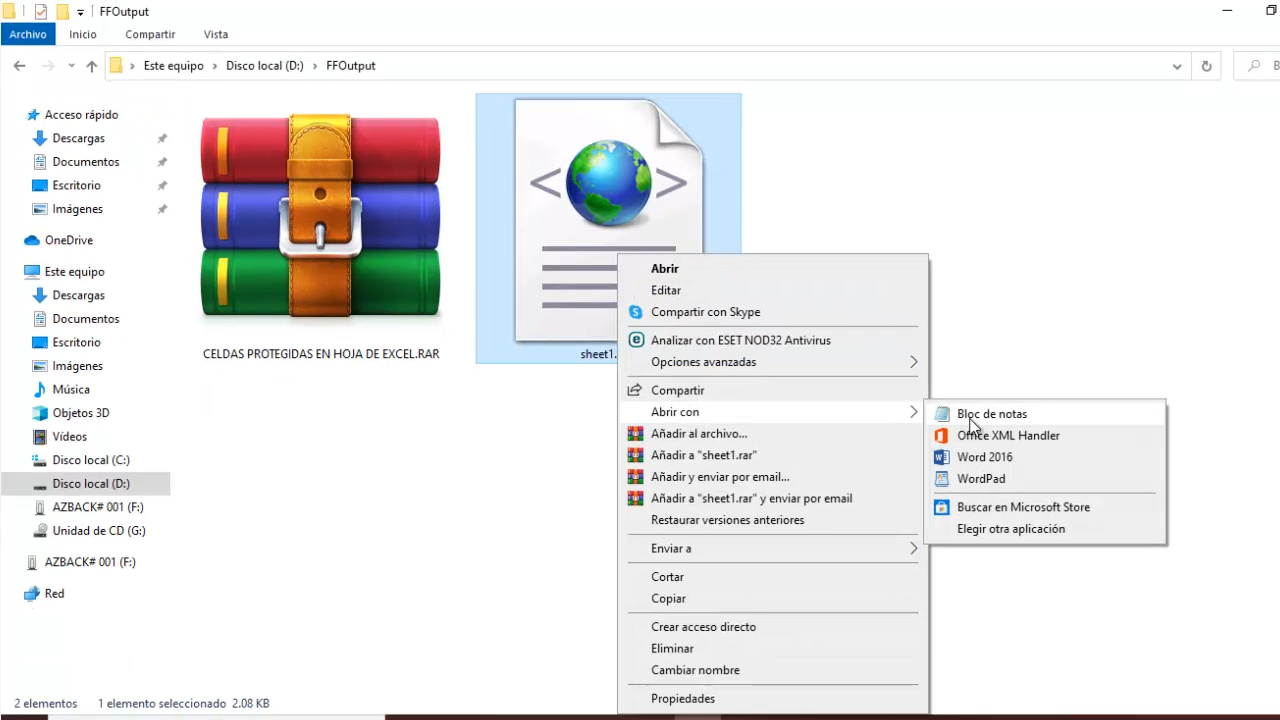 FFOutput
Archivo
Inicio
Compartir
Vista
Este equipo
Disco local (D:)
FFOutput
B
Acceso rápido
Descargas
Documentos
Escritorio
Imágenes
OneDrive
Este equipo
Descargas
Documentos
Escritorio
Imágenes
Música
Objetos 3D
Vídeos
Disco local (C:)
Disco local (D:)
AZBACK# 001 (F:)
Unidad de CD (G:)
AZBACK# 001 (F:)
Red
CELDAS PROTEGIDAS EN HOJA DE EXCEL.RAR
sheet1.
Abrir
Editar
Compartir con Skype
Analizar con ESET NOD32 Antivirus
Opciones avanzadas
Compartir
Abrir con
Añadir al archivo...
Añadir a "sheet1.rar"
Añadir y enviar por email...
Añadir a "sheet1.rar" y enviar por email
Restaurar versiones anteriores
Enviar a
Cortar
Copiar
Crear acceso directo
Eliminar
Cambiar nombre
Propiedades
Bloc de notas
Office XML Handler
Word 2016
WordPad
Buscar en Microsoft Store
Elegir otra aplicación
2 elementos
1 elemento seleccionado 2.08 KB